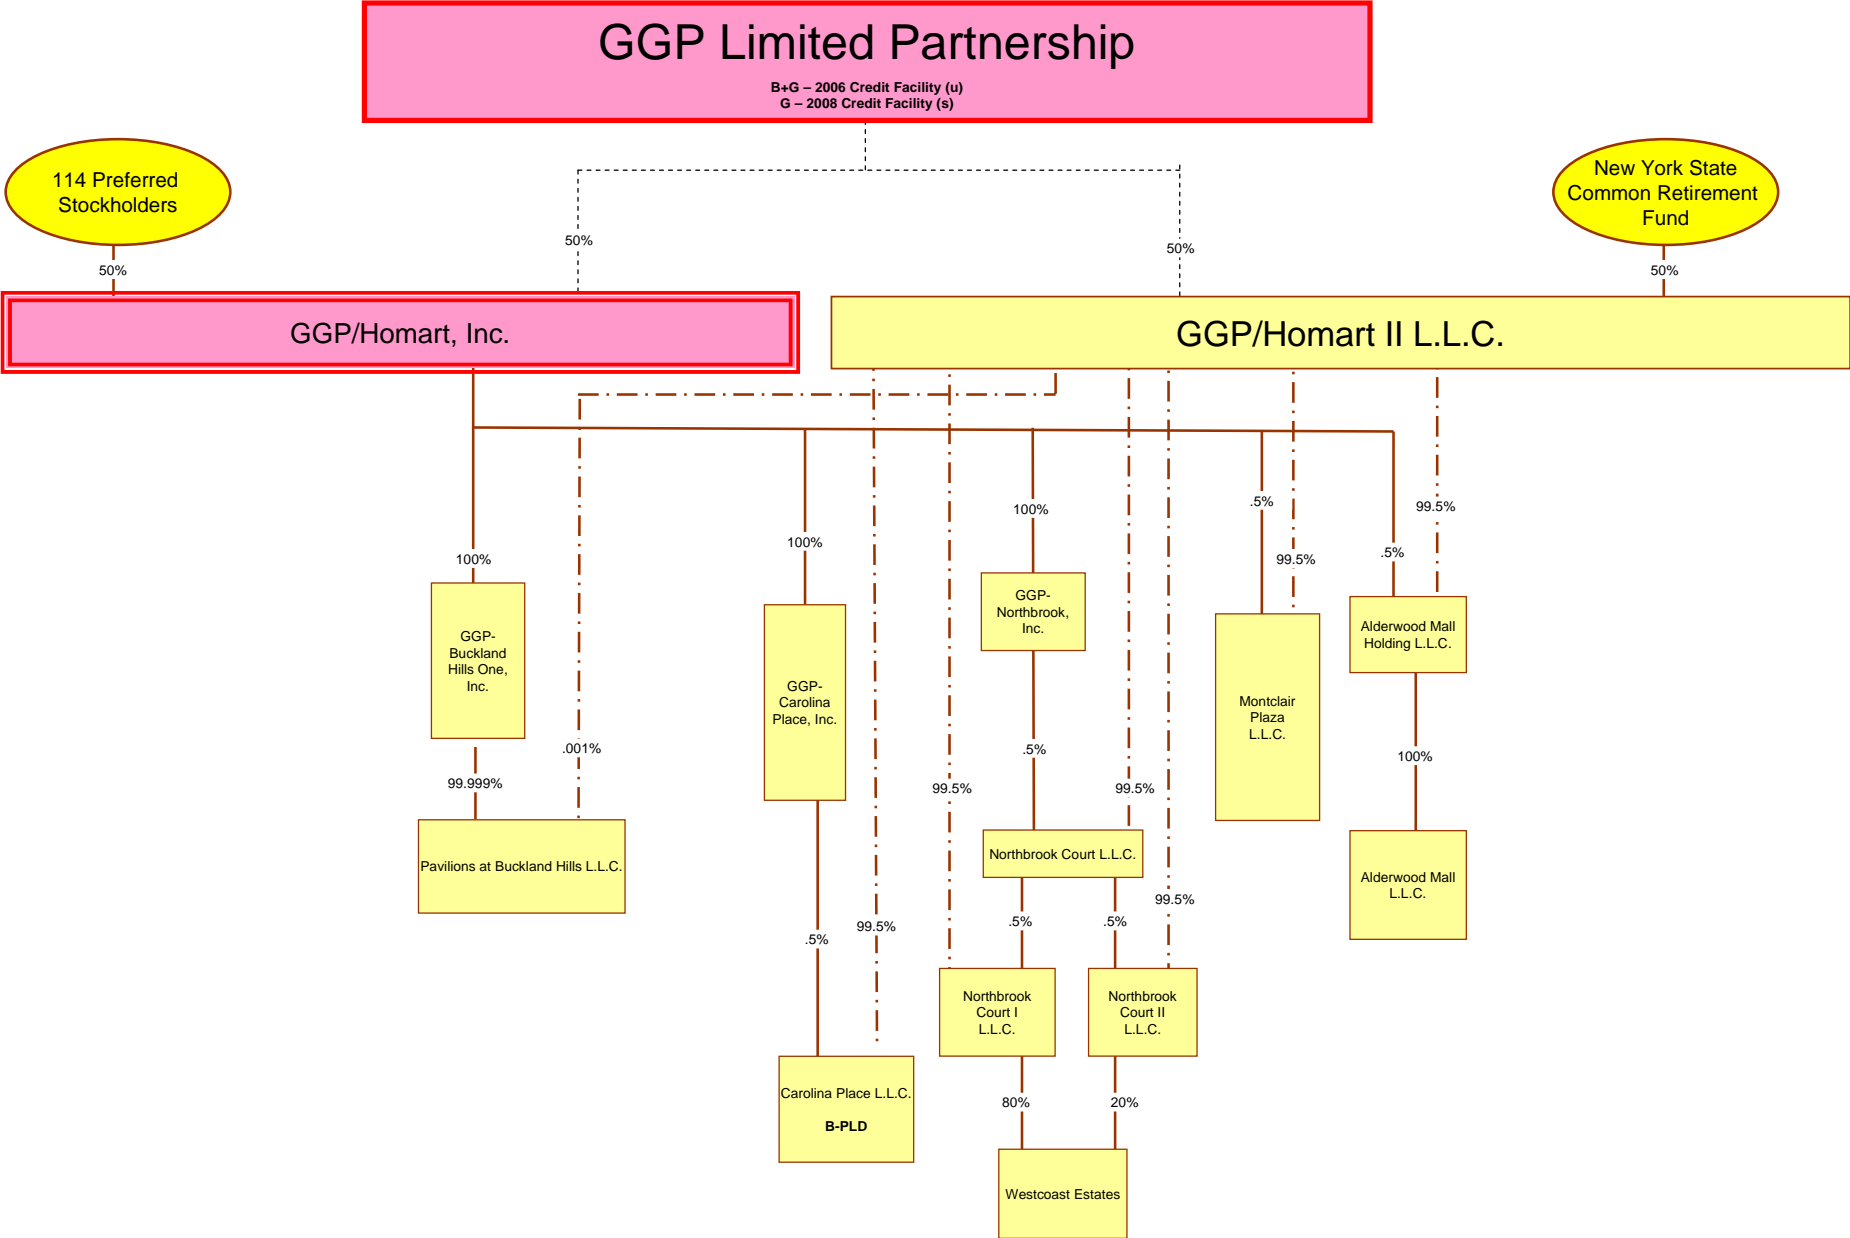 GGP Limited Partnership
B+G – 2006 Credit Facility (u)
G – 2008 Credit Facility (s)
114 Preferred
Stockholders
New York State
Common Retirement
Fund
50%
50%
50%
50%
GGP/Homart, Inc.
GGP/Homart II L.L.C.
100%
100%
100%
.5%
99.5%
.5%
99.5%
GGP-
Buckland
Hills One,
Inc.
GGP-
Carolina
Place, Inc.
GGP-
Northbrook,
Inc.
Montclair
Plaza
L.L.C.
Alderwood Mall
Holding L.L.C.
99.999%
.001%
.5%
99.5%
99.5%
100%
Pavilions at Buckland Hills L.L.C.
Northbrook Court L.L.C.
Alderwood Mall
L.L.C.
.5%
99.5%
.5%
.5%
99.5%
Northbrook
Court I
L.L.C.
Northbrook
Court II
L.L.C.
Carolina Place L.L.C.
B-PLD
80%
20%
Westcoast Estates